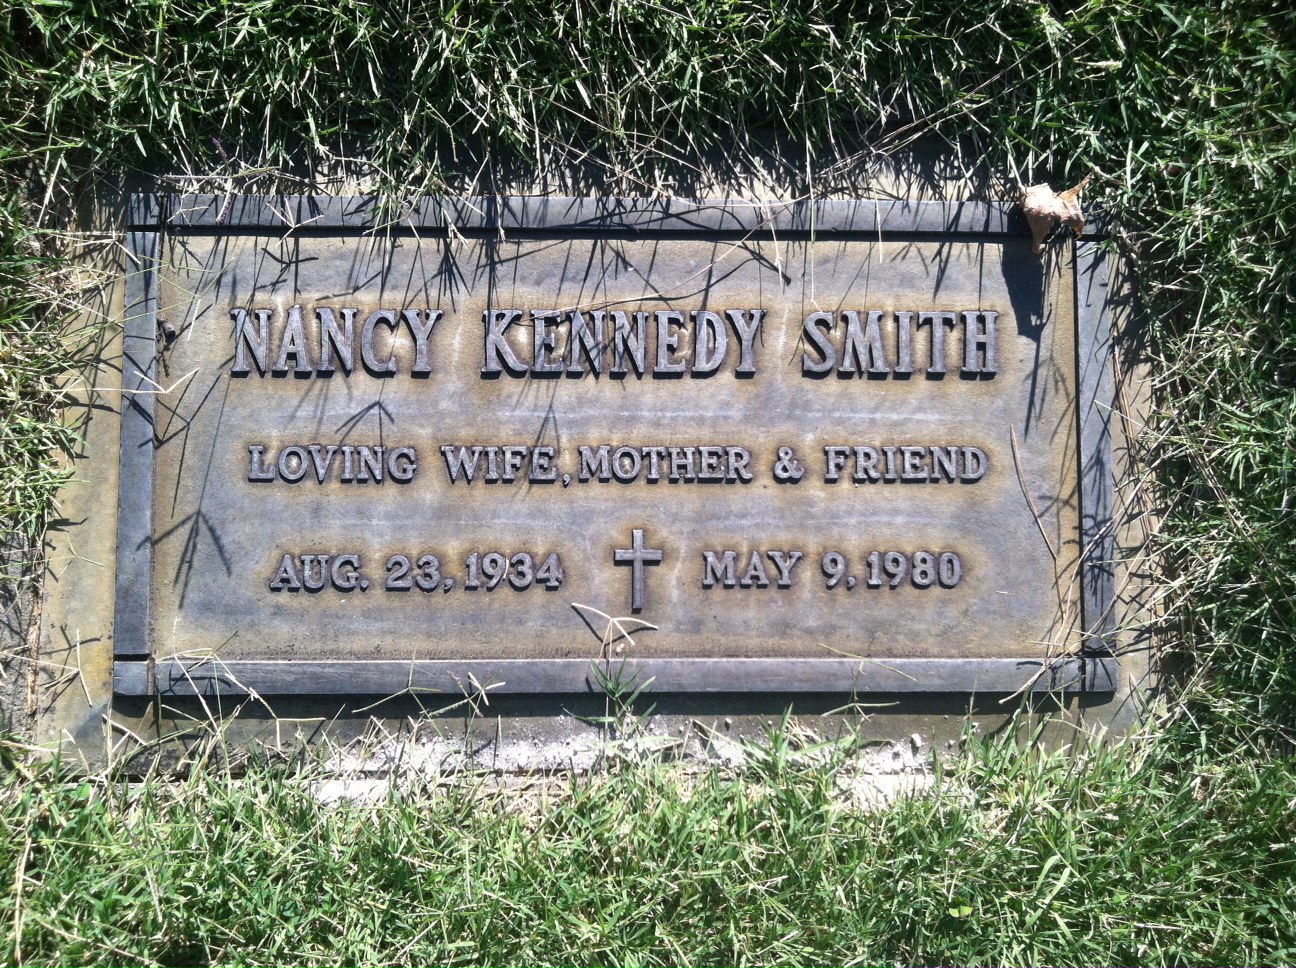 NANCY KENNEDY SMITH
LOVING WIFE, MOTHER & FRIEND
AUG. 23, 1934 MAY 9, 1980